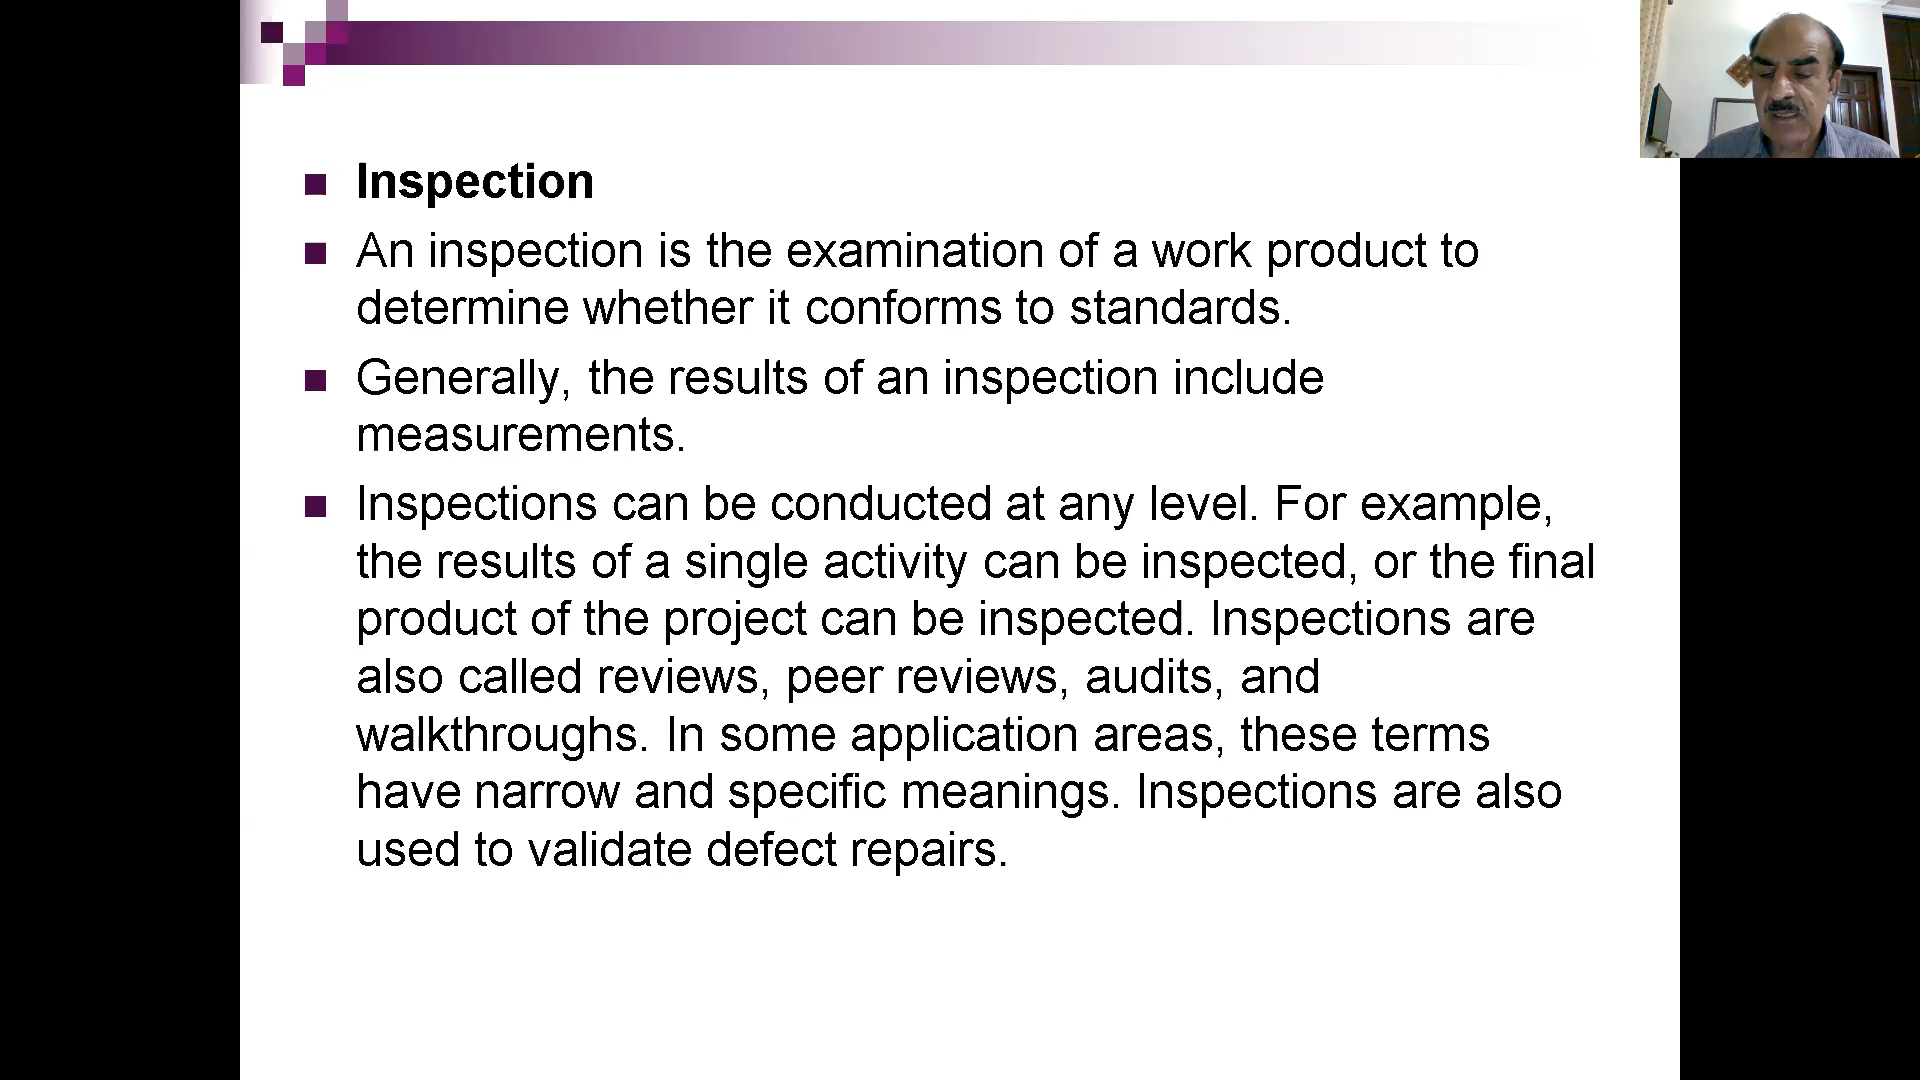 Inspection
An inspection is the examination of a work product to
determine whether it conforms to standards.
Generally, the results of an inspection include
measurements.
Inspections can be conducted at any level. For example,
the results of a single activity can be inspected, or the final
product of the project can be inspected. Inspections are
also called reviews, peer reviews, audits, and
walkthroughs. In some application areas, these terms
have narrow and specific meanings. Inspections are also
used to validate defect repairs.